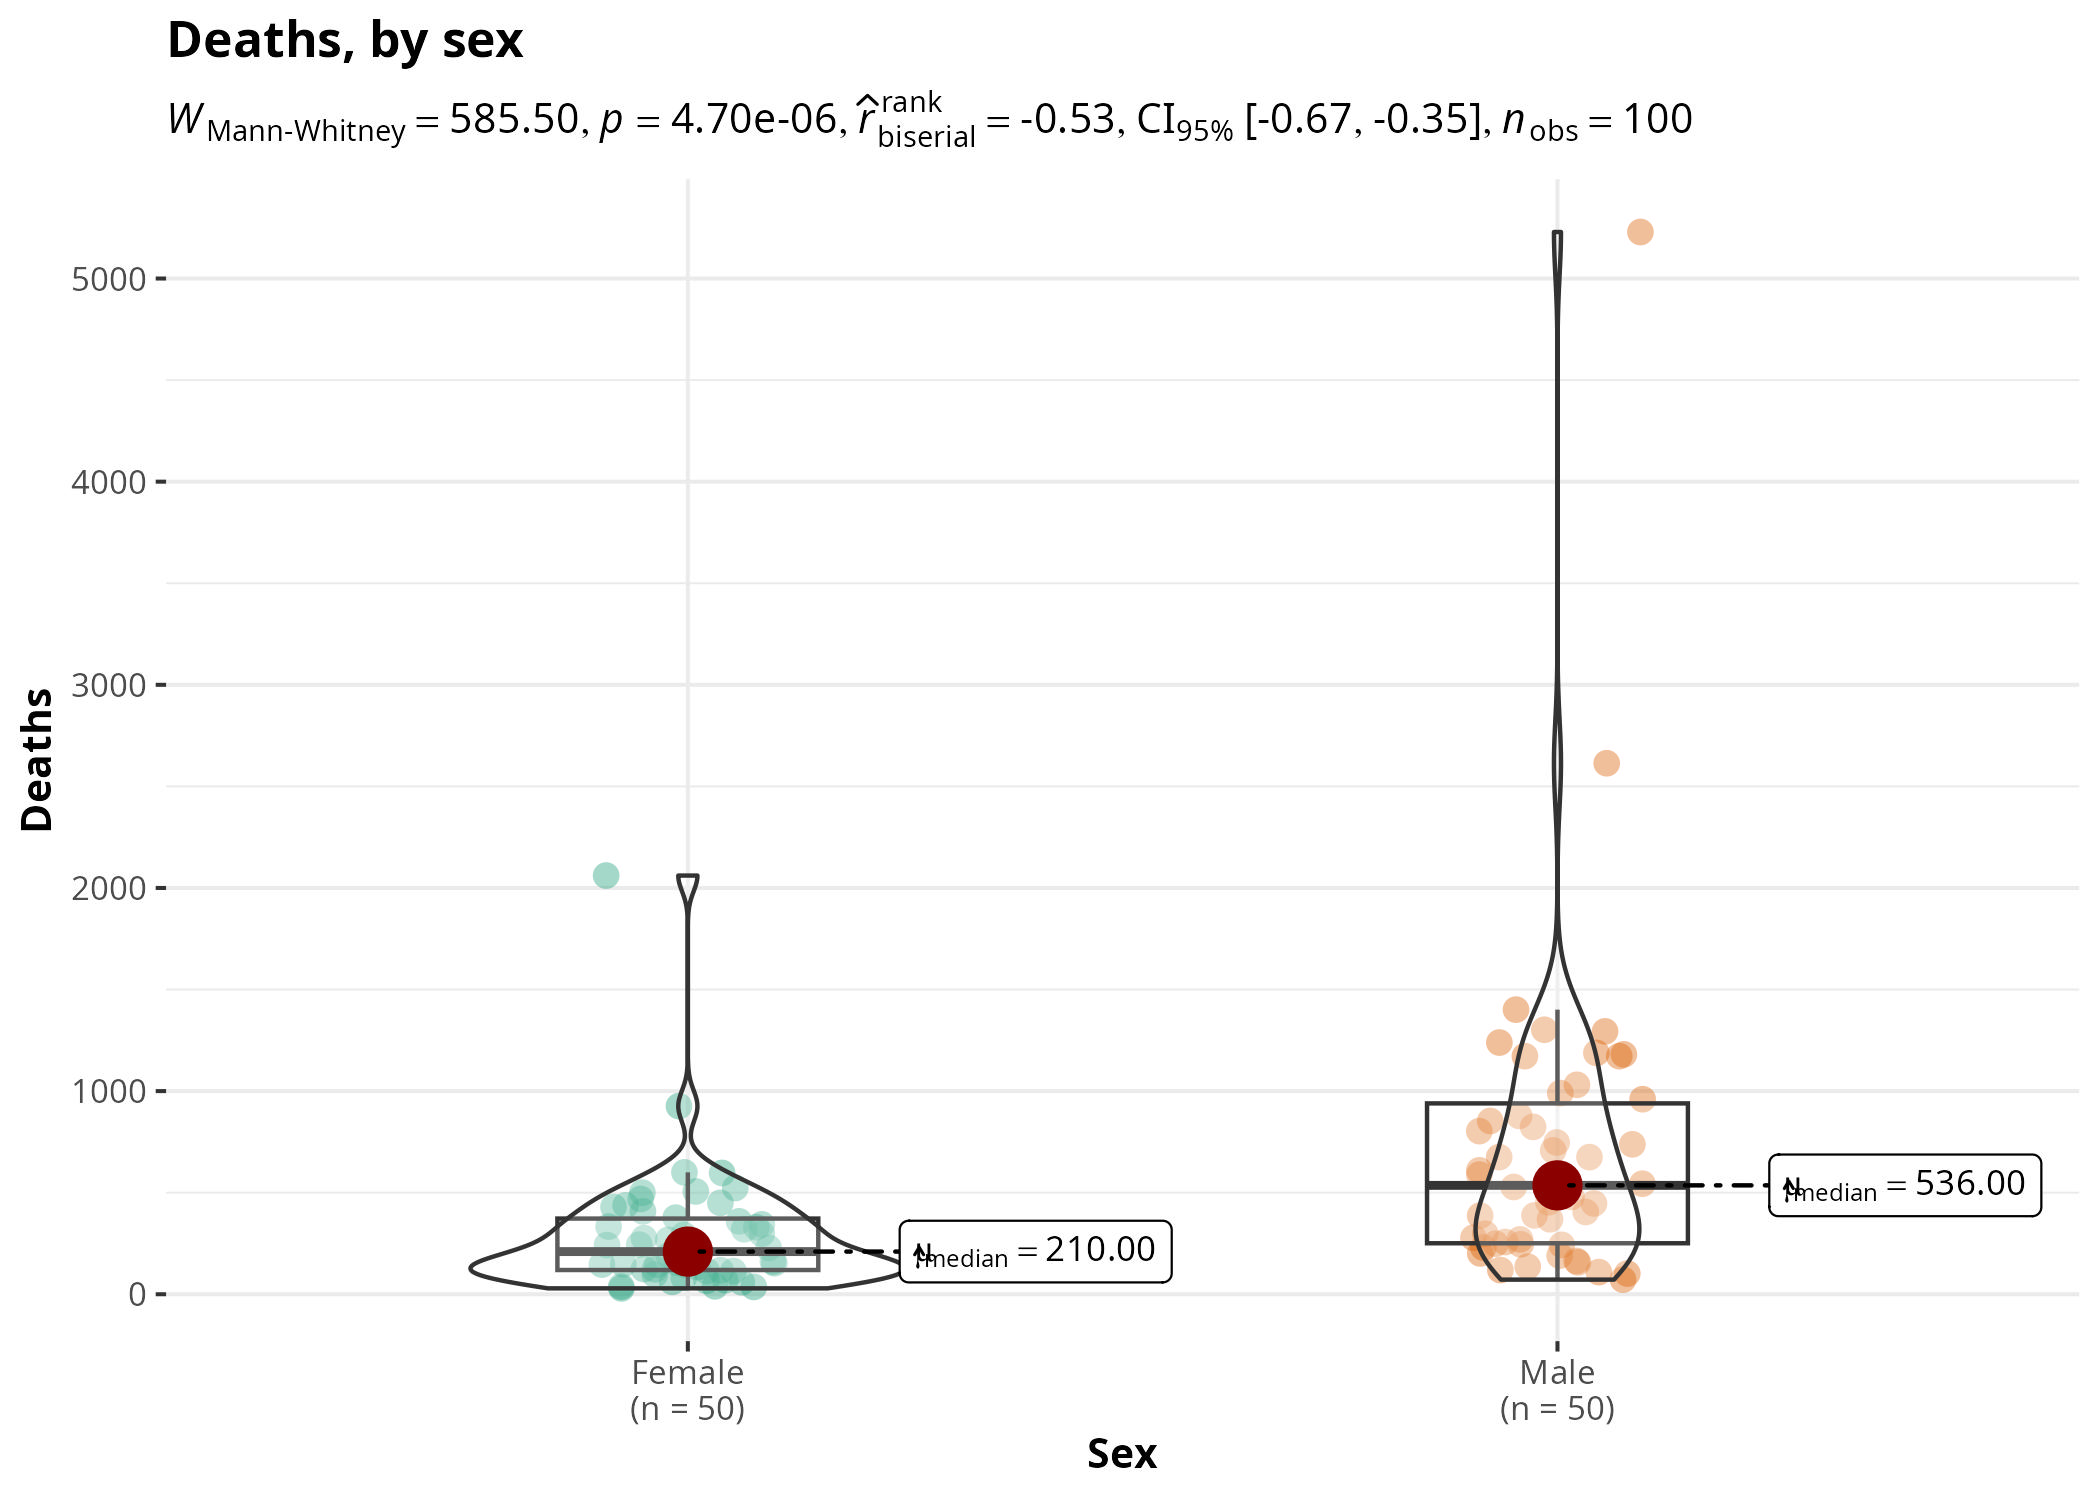 Deaths, by sex
W Mann-Whitney = 585.50, p = 4.70e-06, r̂ rank biserial = -0.53, CI95% [-0.67, -0.35], n obs = 100
Deaths
5000
4000
3000
2000
1000
0
μ̂ median = 210.00
μ̂ median = 536.00
Female
(n = 50)
Male
(n = 50)
Sex